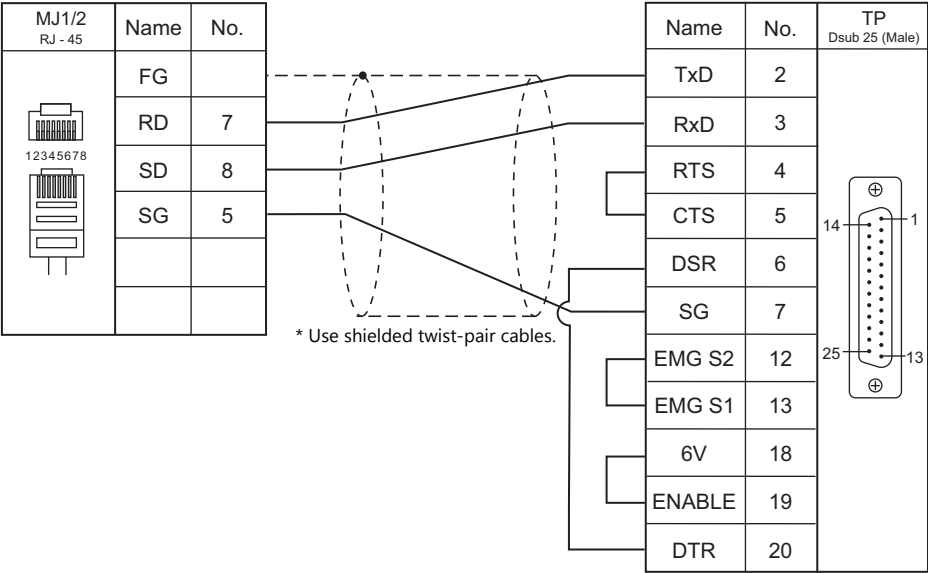 MJ1/2
RJ - 45
Name
No.
FG
RD
7
SD
8
SG
5
12345678
* Use shielded twist-pair cables.
Name
No.
TP
Dsub 25 (Male)
TxD
2
RxD
3
RTS
4
CTS
5
DSR
6
SG
7
EMG S2
12
EMG S1
13
6V
18
ENABLE
19
DTR
20
14
1
25
13